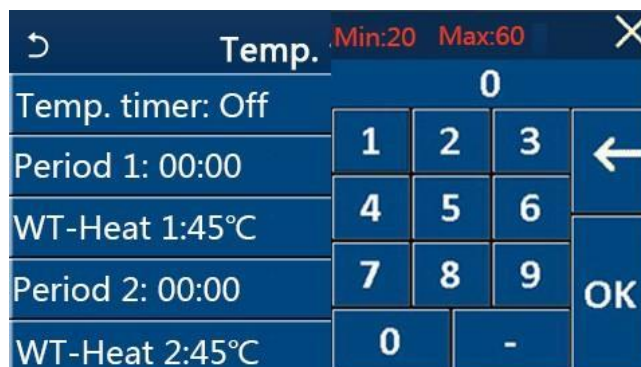 Temp.
Temp. timer: Off
Period 1: 00:00
WT-Heat 1:45℃
Period 2: 00:00
WT-Heat 2:45℃
Min:20 Max:60
0
1 2 3
4 5 6
7 8 9
0 -
OK